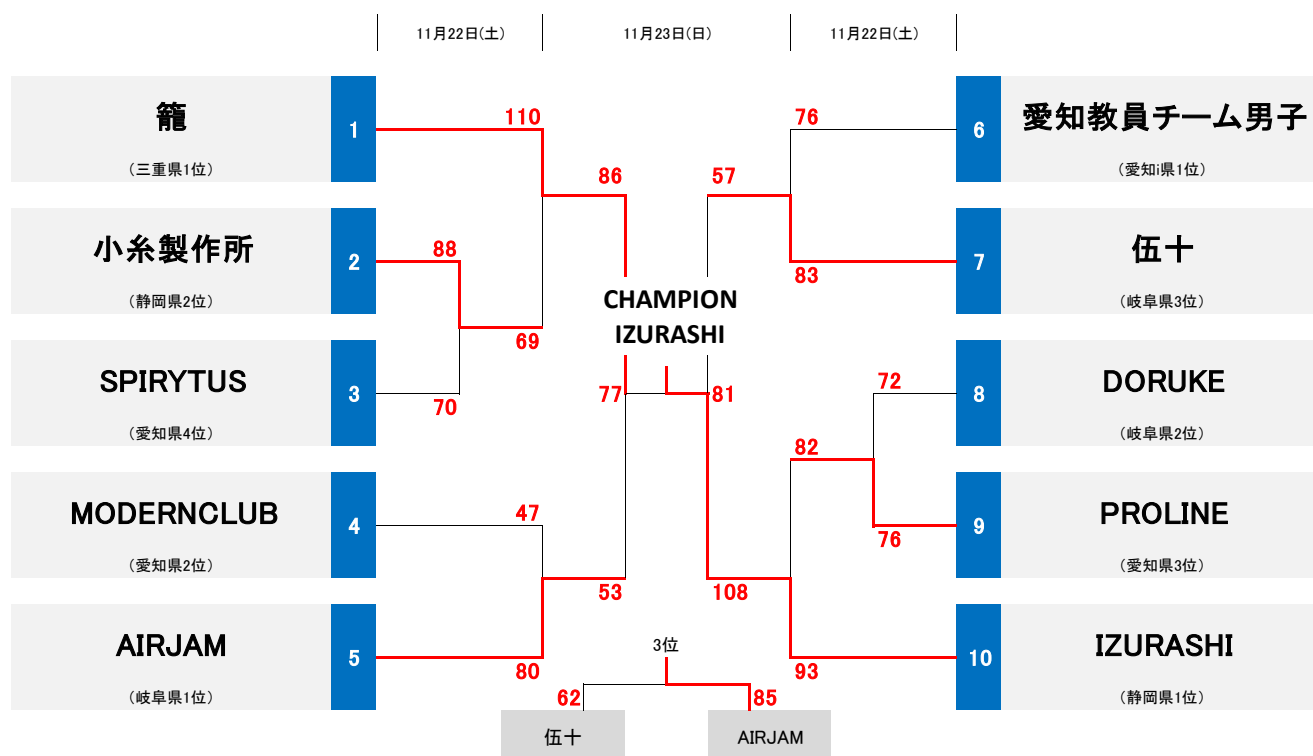 11月22日(土)
11月23日(日)
11月22日(土)
籠
1
(三重県1位)
小糸製作所
2
(静岡県2位)
SPIRYTUS
3
(愛知県4位)
MODERNCLUB
4
(愛知県2位)
AIRJAM
5
(岐阜県1位)
110
88
69
70
47
80
86
53
77
CHAMPION
IZURASHI
81
57
108
76
83
72
82
76
93
愛知教員チーム男子
6
(愛知i県1位)
伍十
7
(岐阜県3位)
DORUKE
8
(岐阜県2位)
PROLINE
9
(愛知県3位)
IZURASHI
10
(静岡県1位)
3位
62
85
伍十
AIRJAM